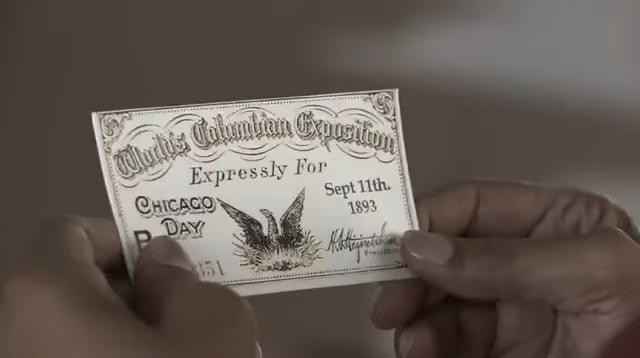 World's Columbian Exposition
Expressly For
CHICAGO
DAY
Sept 11th.
1893